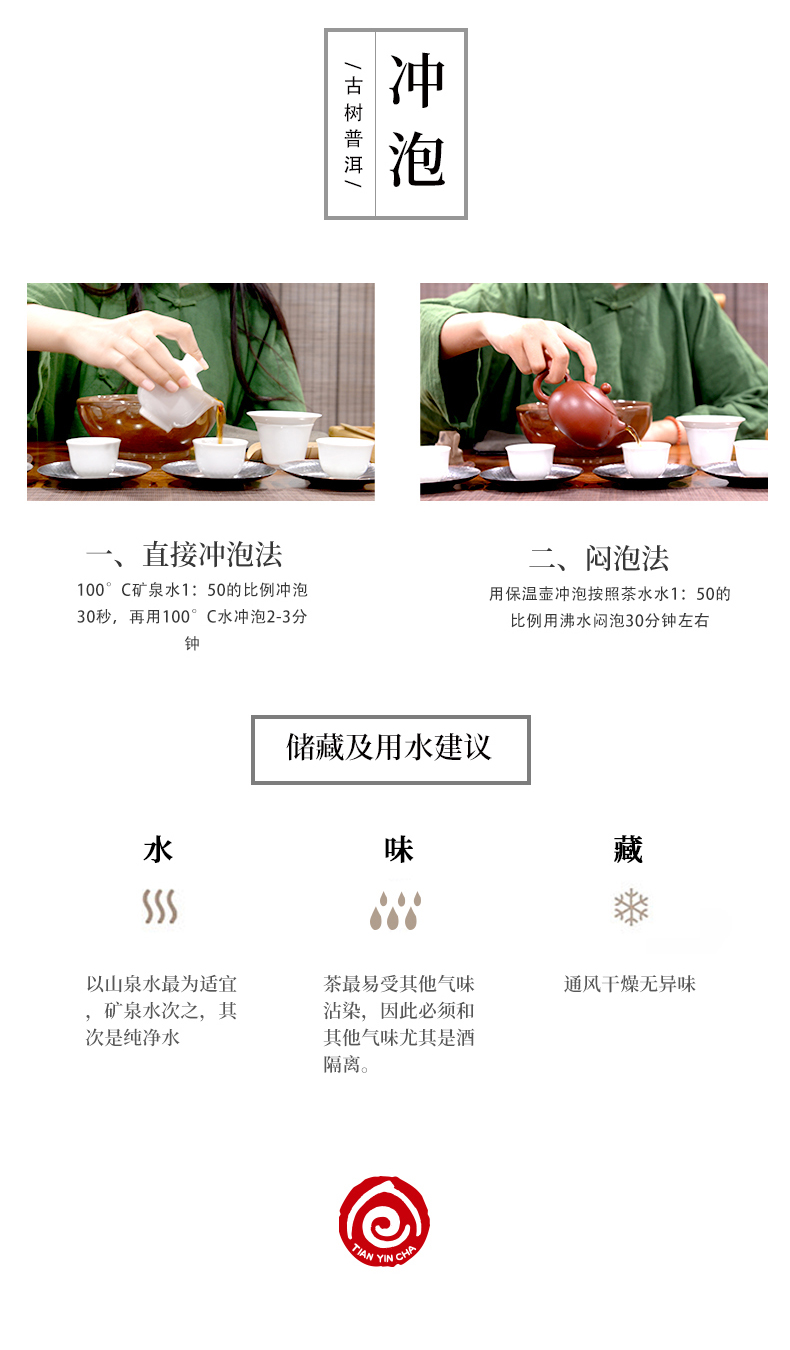 冲泡
/古树普洱/
一、直接冲泡法
100°C矿泉水1：50的比例冲泡
30秒，再用100°C水冲泡2-3分
钟
二、闷泡法
用保温壶冲泡按照茶水水1：50的
比例用沸水闷泡30分钟左右
储藏及用水建议
水
以山泉水最为适宜
，矿泉水次之，其
次是纯净水
味
茶最易受其他气味
沾染，因此必须和
其他气味尤其是酒
隔离。
藏
通风干燥无异味
TIAN YIN CHA